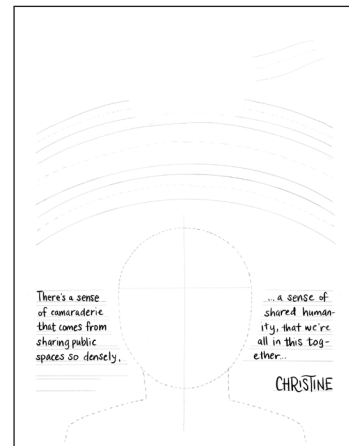 There's a sense
of camaraderie
that comes from
sharing public
spaces so densely.
...a sense of
shared human-
ity, that we're
all in this tog-
ether...
CHRISTINE